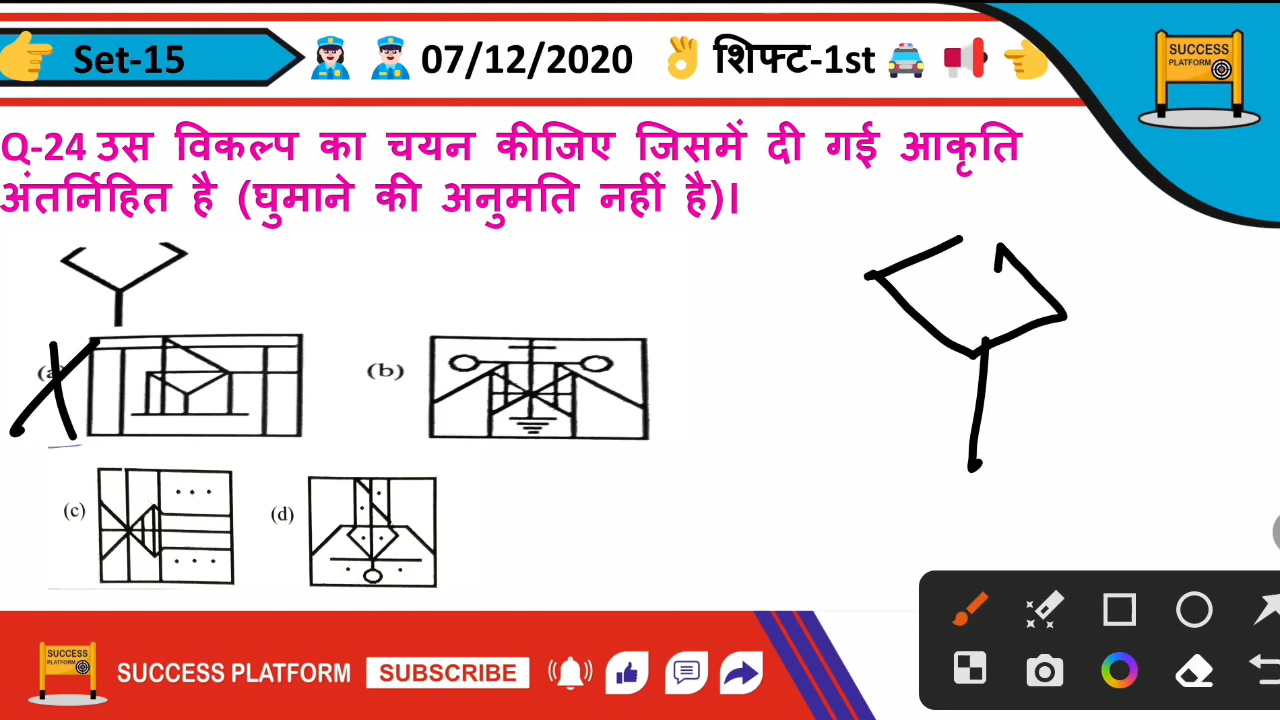 Set-15
07/12/2020
शिफ्ट-1st
SUCCESS
PLATFORM
Q-24 उस विकल्प का चयन कीजिए जिसमें दी गई आकृति
अंतर्निहित है (घुमाने की अनुमति नहीं है)।
(b)
(c)
(d)
SUCCESS
PLATFORM
SUCCESS PLATFORM
SUBSCRIBE